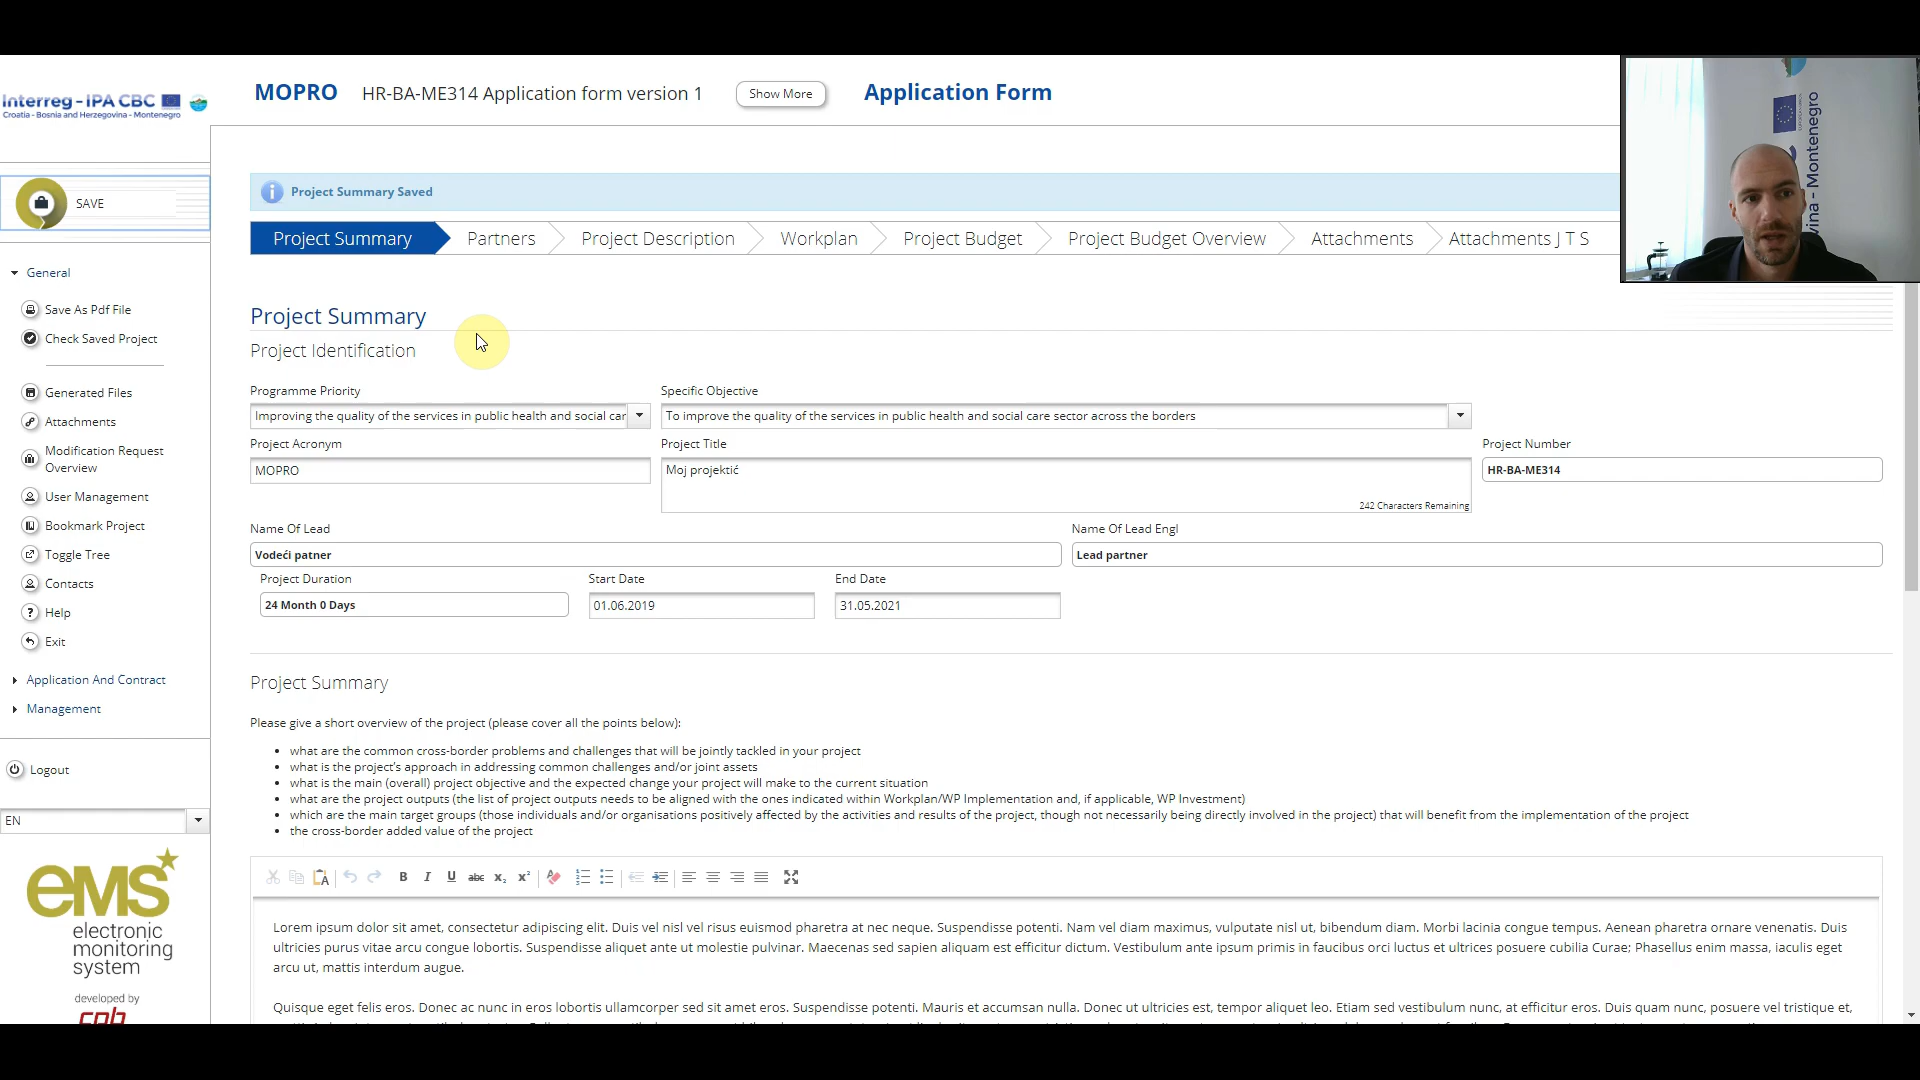 Interreg - IPA CBC
Croatia - Bosnia and Herzegovina - Montenegro
MOPRO
HR-BA-ME314 Application form version 1
Show More
Application Form
SAVE
Project Summary Saved
Project Summary
Partners
Project Description
Workplan
Project Budget
Project Budget Overview
Attachments
Attachments J T S
vina - Montenegro
General
Save As Pdf File
Check Saved Project
Generated Files
Attachments
Modification Request
Overview
User Management
Bookmark Project
Toggle Tree
Contacts
Help
Exit
Application And Contract
Management
Logout
EN
ems
electronic
monitoring
system
developed by
Project Summary
Project Identification
Programme Priority
Specific Objective
Improving the quality of the services in public health and social car
To improve the quality of the services in public health and social care sector across the borders
Project Acronym
Project Title
Project Number
MOPRO
Moj projektić
HR-BA-ME314
242 Characters Remaining
Name Of Lead
Name Of Lead Engl
Vodeći patner
Lead partner
Project Duration
Start Date
End Date
24 Month 0 Days
01.06.2019
31.05.2021
Project Summary
Please give a short overview of the project (please cover all the points below):
• what are the common cross-border problems and challenges that will be jointly tackled in your project
• what is the project's approach in addressing common challenges and/or joint assets
• what is the main (overall) project objective and the expected change your project will make to the current situation
• what are the project outputs (the list of project outputs needs to be aligned with the ones indicated within Workplan/WP Implementation and, if applicable, WP Investment)
• which are the main target groups (those individuals and/or organisations positively affected by the activities and results of the project, though not necessarily being directly involved in the project) that will benefit from the implementation of the project
• the cross-border added value of the project
Lorem ipsum dolor sit amet, consectetur adipiscing elit. Duis vel nisl vel risus euismod pharetra at nec neque. Suspendisse potenti. Nam vel diam maximus, vulputate nisl ut, bibendum diam. Morbi lacinia congue tempus. Aenean pharetra ornare venenatis. Duis
ultricies purus vitae arcu congue lobortis. Suspendisse aliquet ante ut molestie pulvinar. Maecenas sed sapien aliquam est efficitur dictum. Vestibulum ante ipsum primis in faucibus orci luctus et ultrices posuere cubilia Curae; Phasellus enim massa, iaculis eget
arcu ut, mattis interdum augue.
Quisque eget felis eros. Donec ac nunc in eros lobortis ullamcorper sed sit amet eros. Suspendisse potenti. Mauris et accumsan nulla. Donec ut ultricies est, tempor aliquet leo. Etiam sed vestibulum nunc, at efficitur eros. Duis quam nunc, posuere vel tristique et,